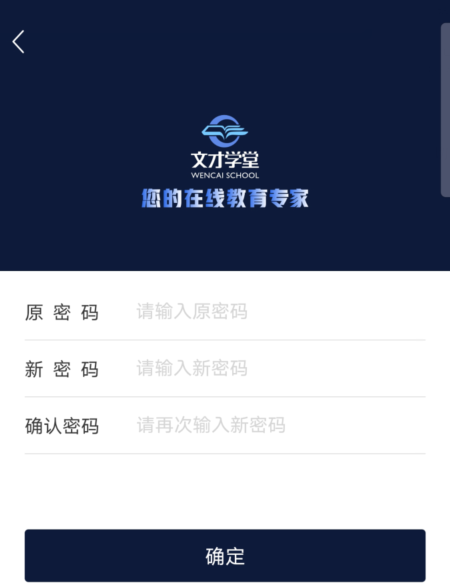 文才学堂
WENCAI SCHOOL
您的在线教育专家
原密码 请输入原密码
新密码 请输入新密码
确认密码 请再次输入新密码
确定